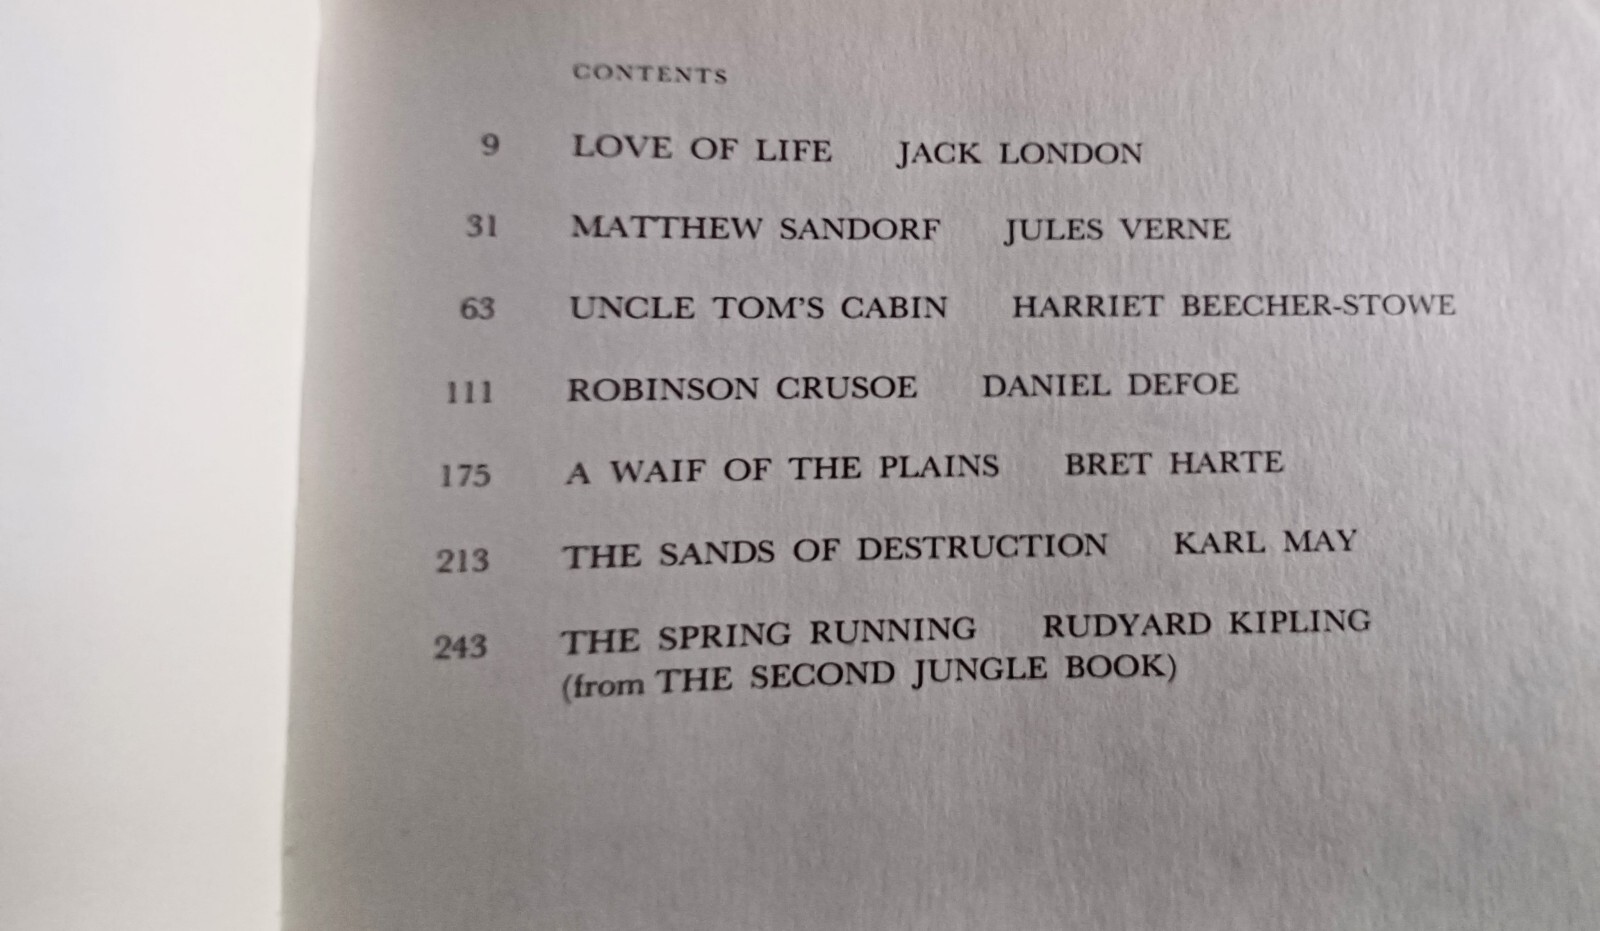 CONTENTS
9 LOVE OF LIFE JACK LONDON
31 MATTHEW SANDORF JULES VERNE
63 UNCLE TOM'S CABIN HARRIET BEECHER-STOWE
111 ROBINSON CRUSOE DANIEL DEFOE
175 A WAIF OF THE PLAINS BRET HARTE
213 THE SANDS OF DESTRUCTION KARL MAY
243 THE SPRING RUNNING RUDYARD KIPLING
(from THE SECOND JUNGLE BOOK)